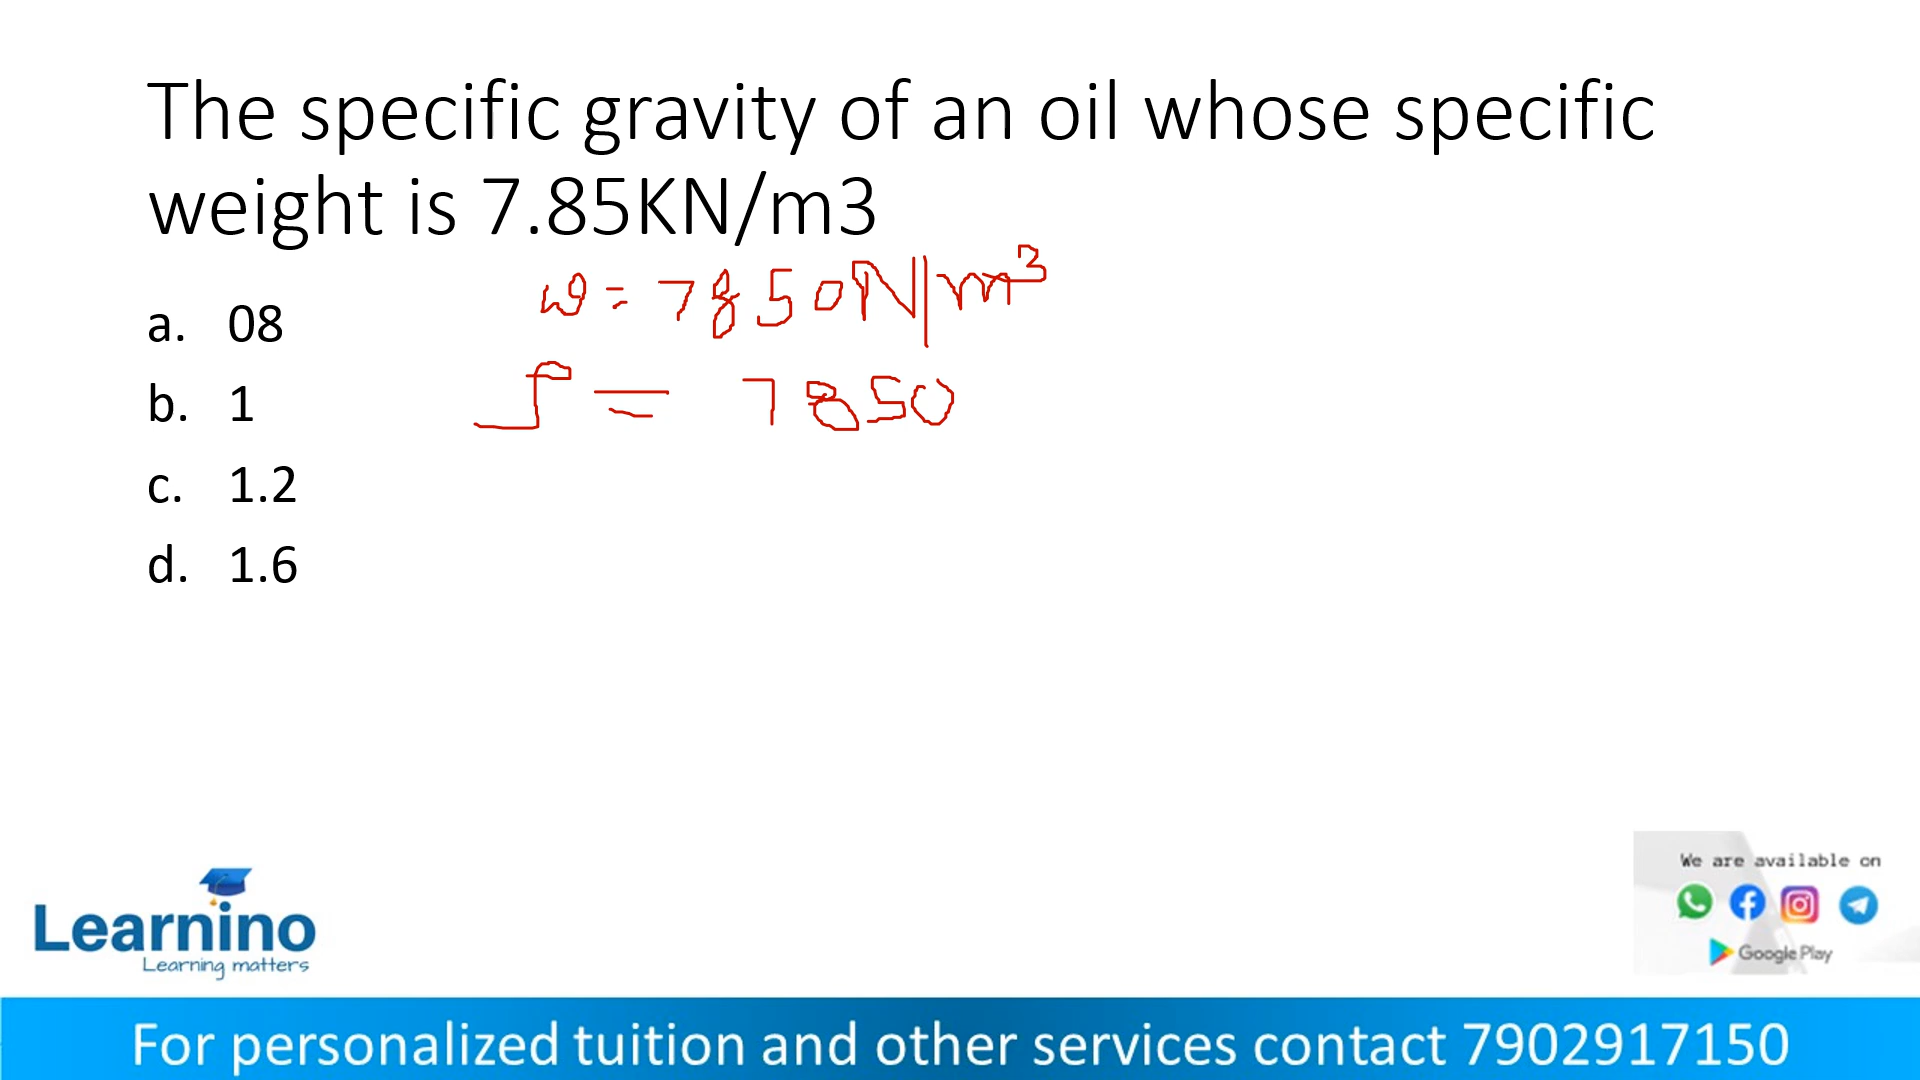 The specific gravity of an oil whose specific
weight is 7.85KN/m3
ω = 7850N/m³
a. 08
b. 1
ρ = 7850
c. 1.2
d. 1.6
We are available on
Learnino
Learning matters
Google Play
For personalized tuition and other services contact 7902917150